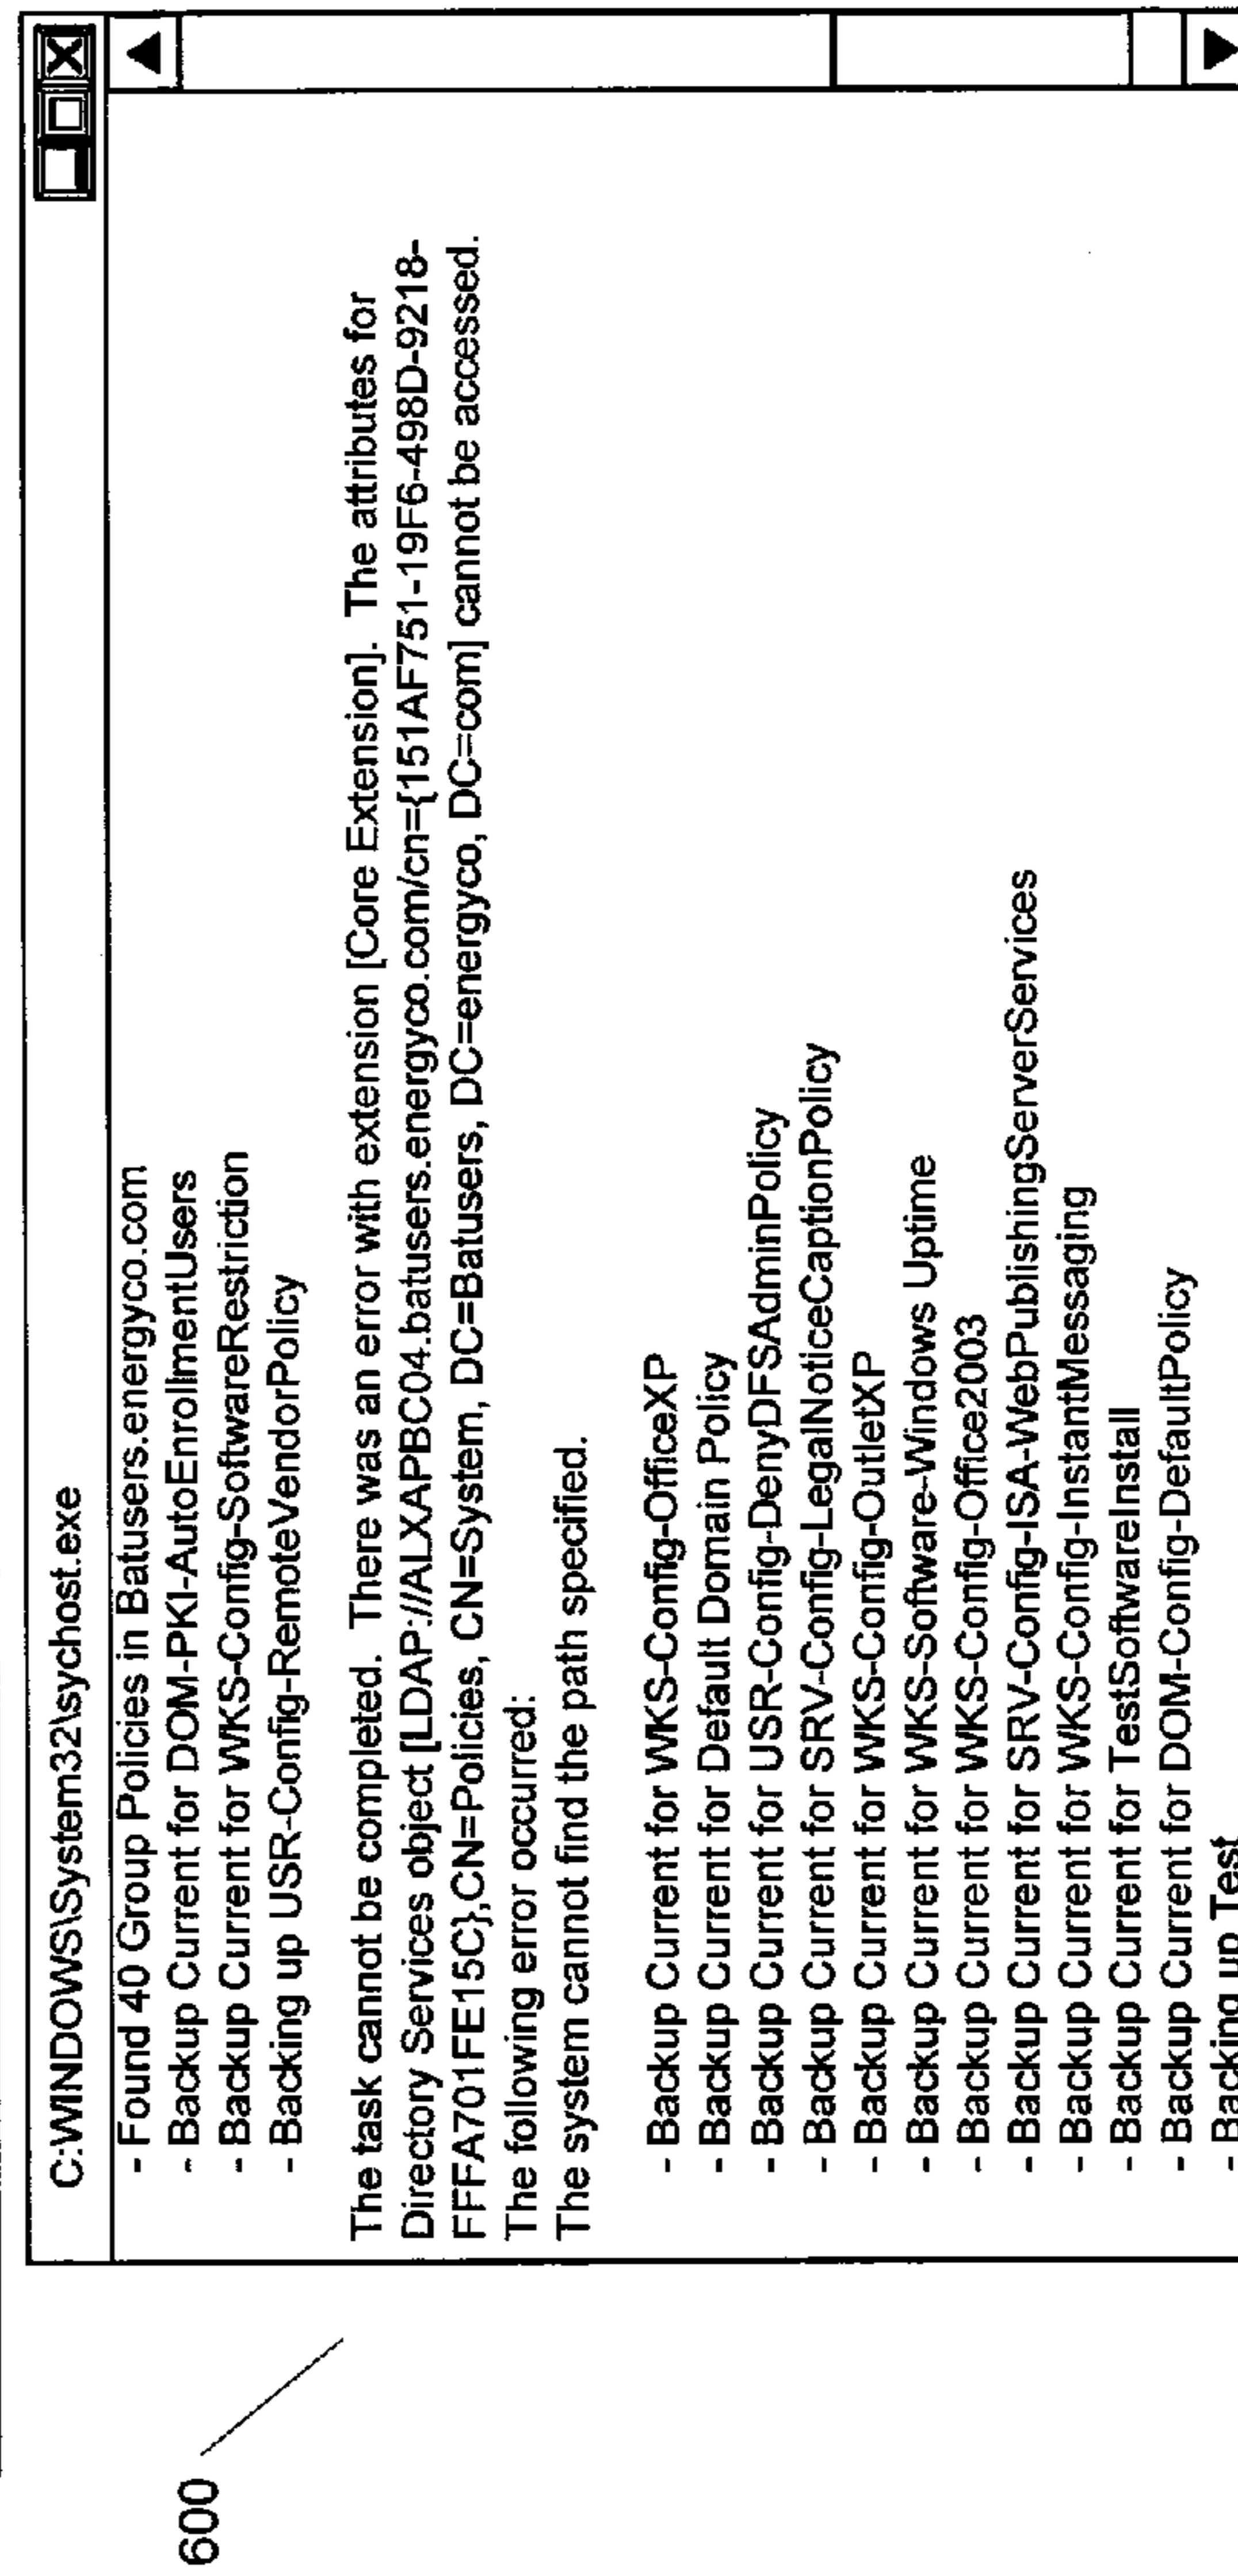 600
C:\WINDOWS\System32\sychost.exe
- Found 40 Group Policies in Batusers.energyco.com
- Backup Current for DOM-PKI-AutoEnrollmentUsers
- Backup Current for WKS-Config-SoftwareRestriction
- Backing up USR-Config-RemoteVendorPolicy
The task cannot be completed. There was an error with extension [Core Extension]. The attributes for
Directory Services object [LDAP://ALXAPBC04.batusers.energyco.com/cn={151AF751-19F6-498D-9218-
FFFA701FE15C},CN=Policies, CN=System, DC=Batusers, DC=energyco, DC=com] cannot be accessed.
The following error occurred:
The system cannot find the path specified.
- Backup Current for WKS-Config-OfficeXP
- Backup Current for Default Domain Policy
- Backup Current for USR-Config-DenyDFSAdminPolicy
- Backup Current for SRV-Config-LegalNoticeCaptionPolicy
- Backup Current for WKS-Config-OutletXP
- Backup Current for WKS-Software-Windows Uptime
- Backup Current for WKS-Config-Office2003
- Backup Current for SRV-Config-ISA-WebPublishingServerServices
- Backup Current for WKS-Config-InstantMessaging
- Backup Current for TestSoftwareInstall
- Backup Current for DOM-Config-DefaultPolicy
- Backing up Test